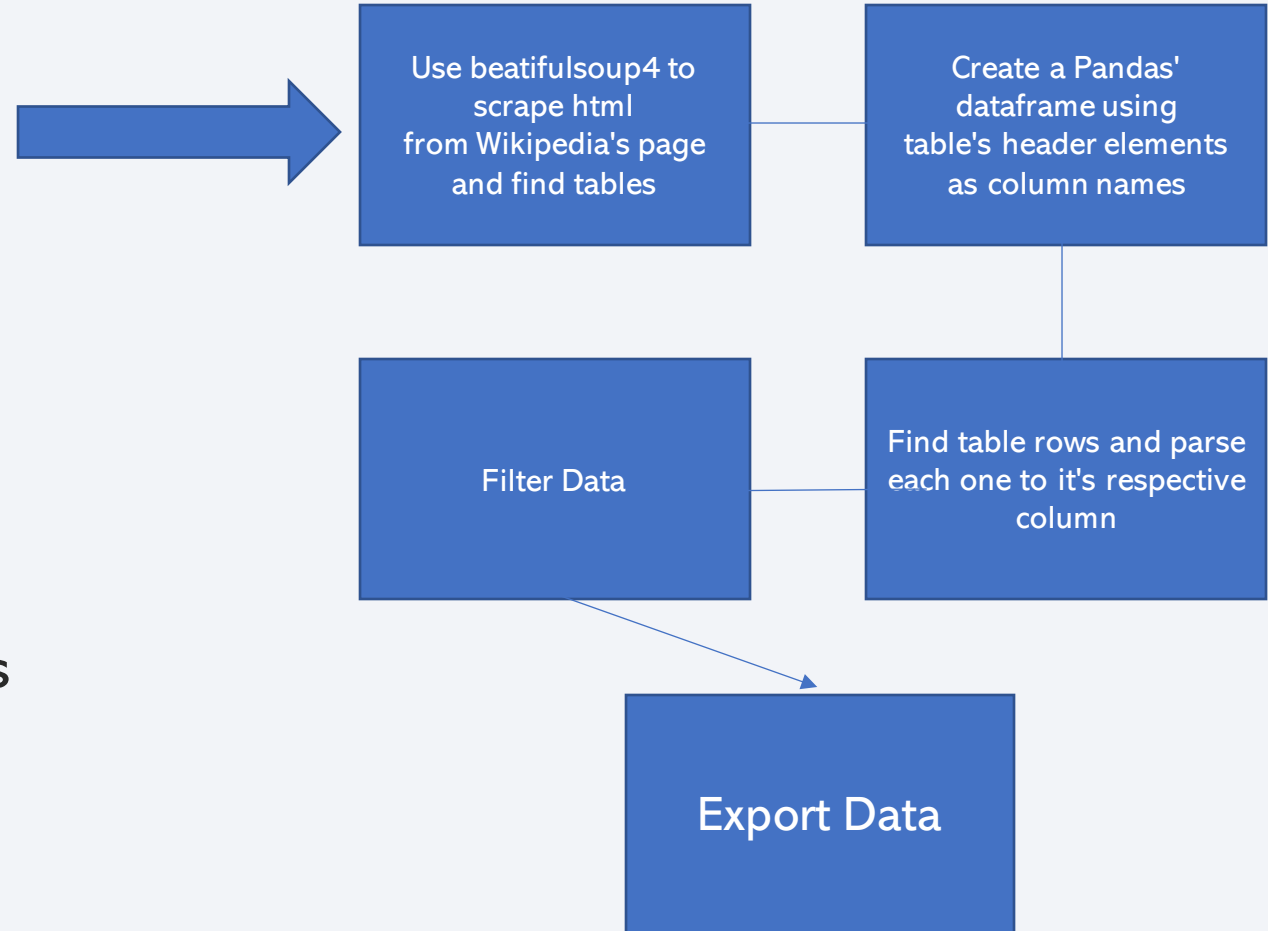 Use beatifulsoup4 to
scrape html
from Wikipedia's page
and find tables
Create a Pandas'
dataframe using
table's header elements
as column names
Find table rows and parse
each one to it's respective
column
Filter Data
s
Export Data